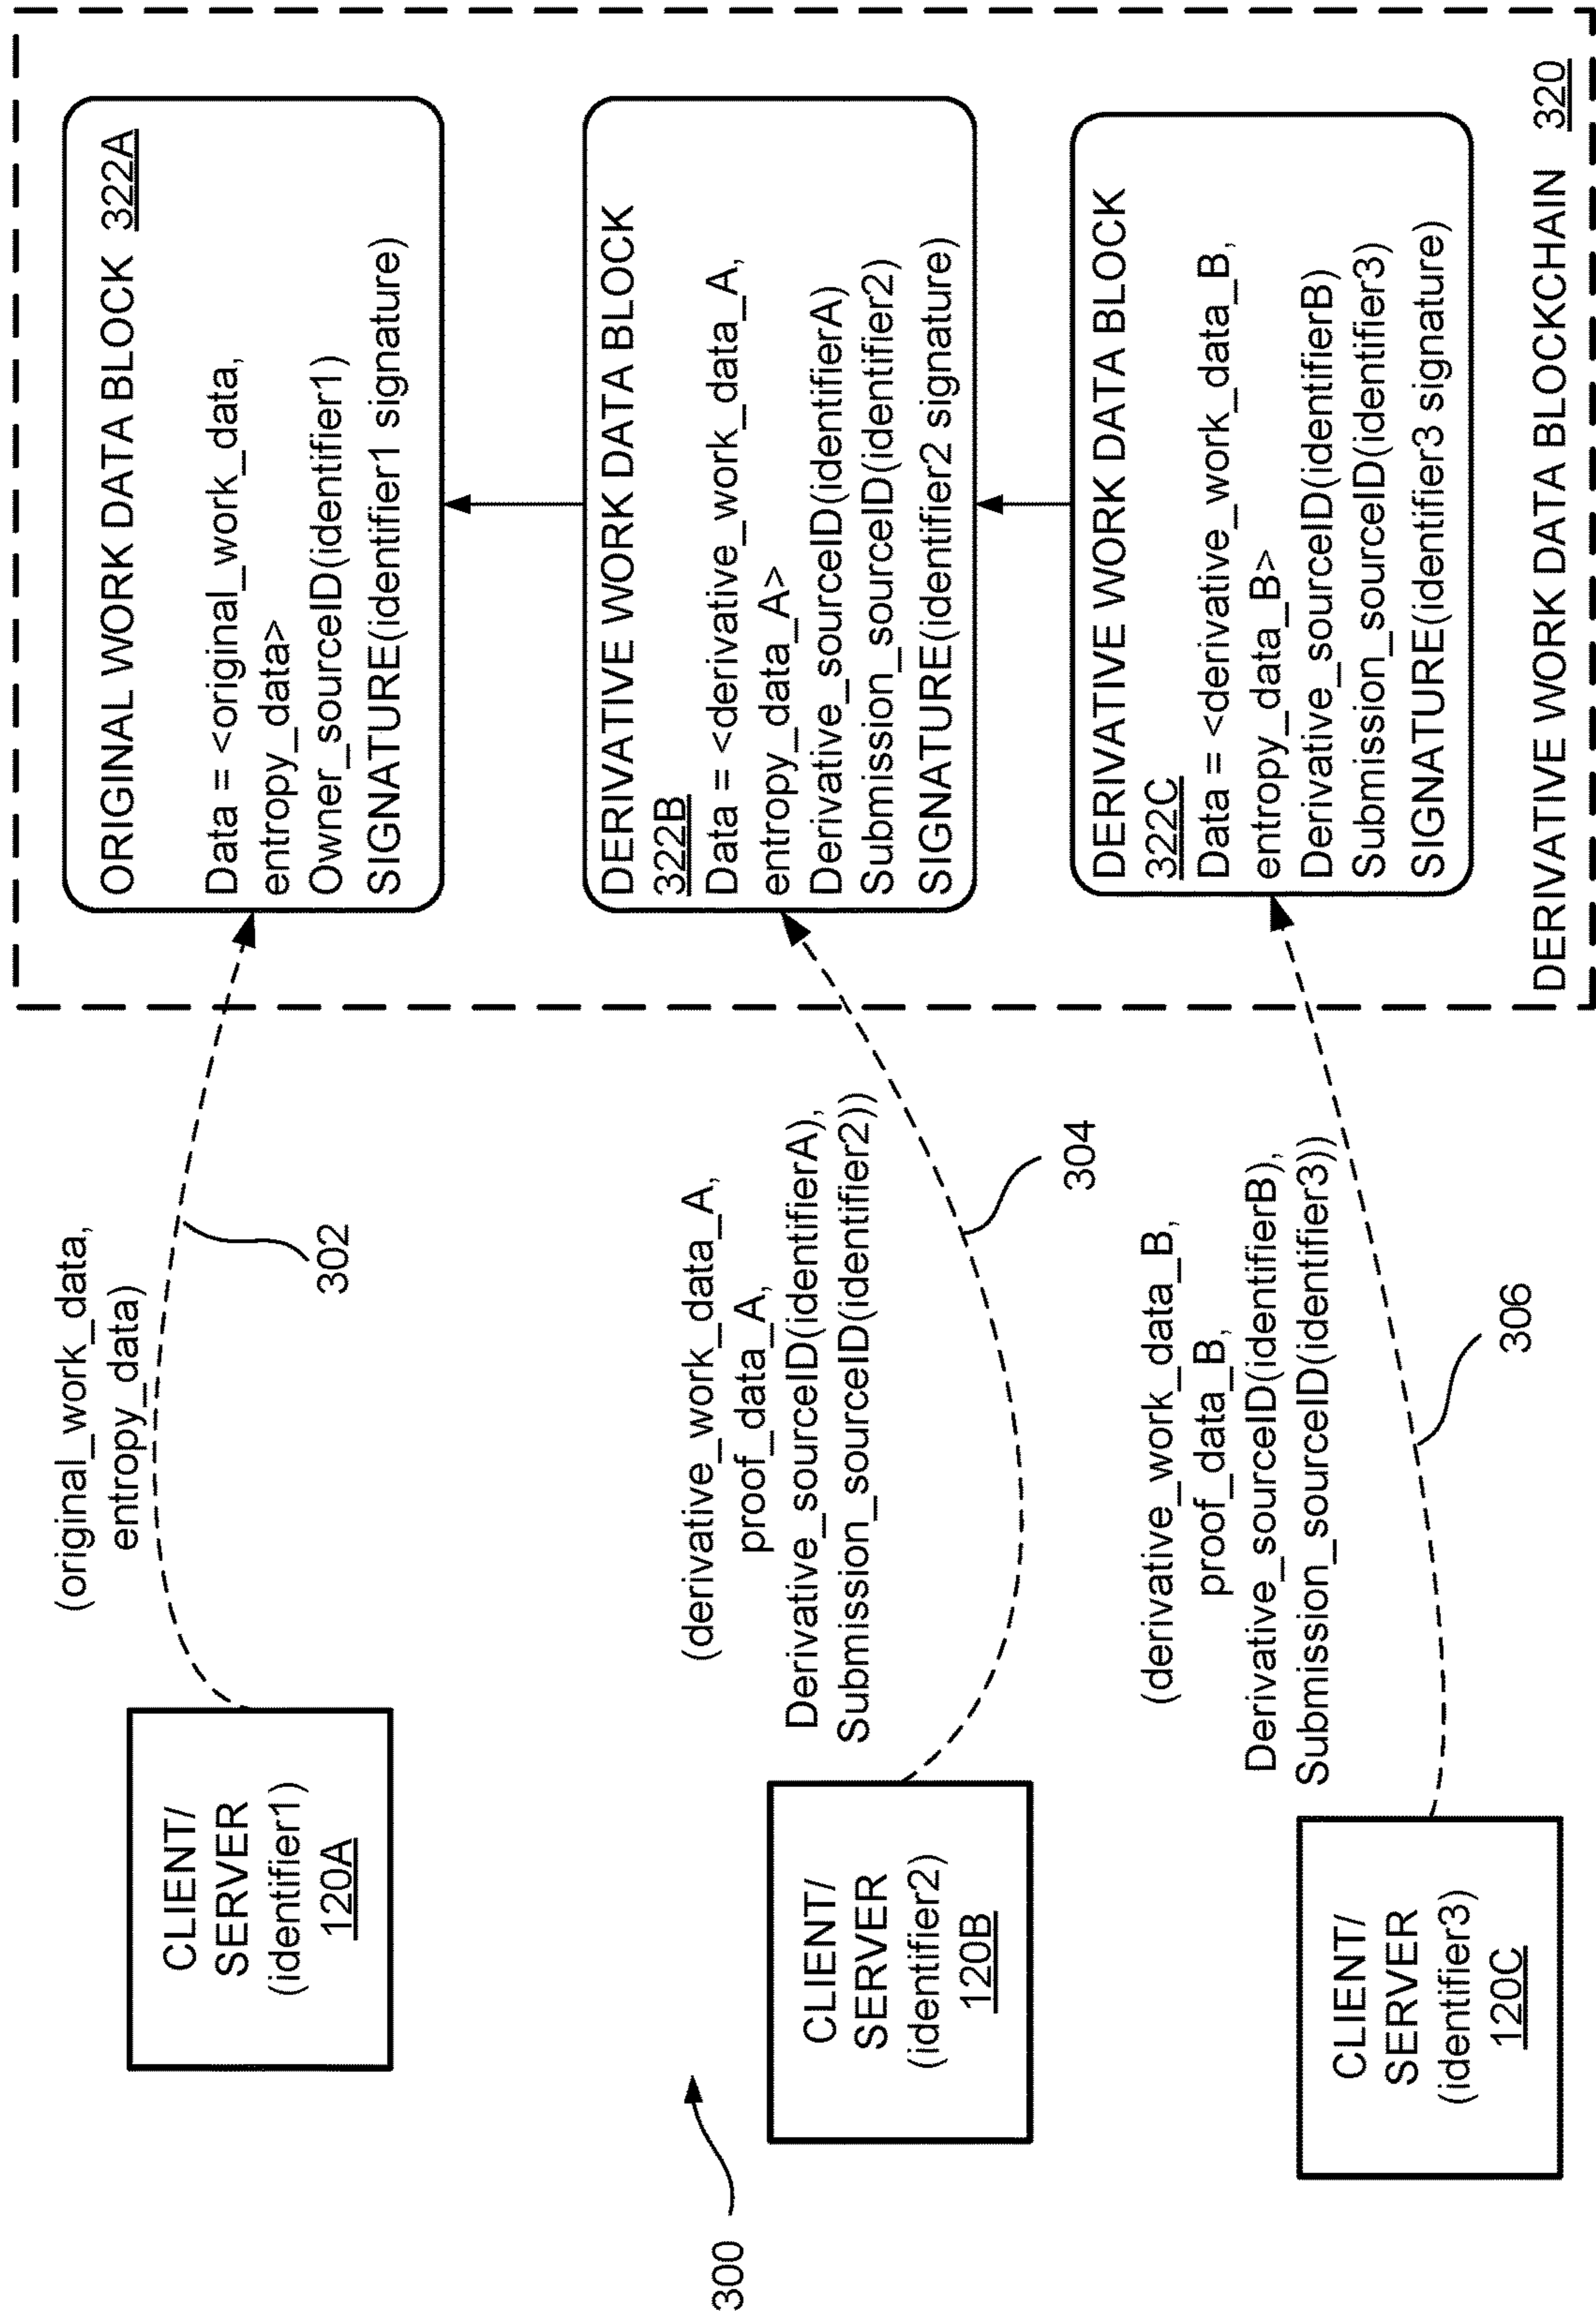 ORIGINAL WORK DATA BLOCK 322A
Data = <original_work_data,
entropy_data>
Owner_sourceID(identifier1)
SIGNATURE(identifier1 signature)
DERIVATIVE WORK DATA BLOCK
322B
Data = <derivative_work_data_A,
entropy_data_A>
Derivative_sourceID(identifierA)
Submission_sourceID(identifier2)
SIGNATURE(identifier2 signature)
DERIVATIVE WORK DATA BLOCK
322C
Data = <derivative_work_data_B,
entropy_data_B>
Derivative_sourceID(identifierB)
Submission_sourceID(identifier3)
SIGNATURE(identifier3 signature)
DERIVATIVE WORK DATA BLOCKCHAIN 320
(original_work_data,
entropy_data)
302
(derivative_work_data_A,
proof_data_A,
Derivative_sourceID(identifierA),
Submission_sourceID(identifier2))
304
(derivative_work_data_B,
proof_data_B,
Derivative_sourceID(identifierB),
Submission_sourceID(identifier3))
306
CLIENT/
SERVER
(identifier1)
120A
CLIENT/
SERVER
(identifier2)
120B
CLIENT/
SERVER
(identifier3)
120C
300